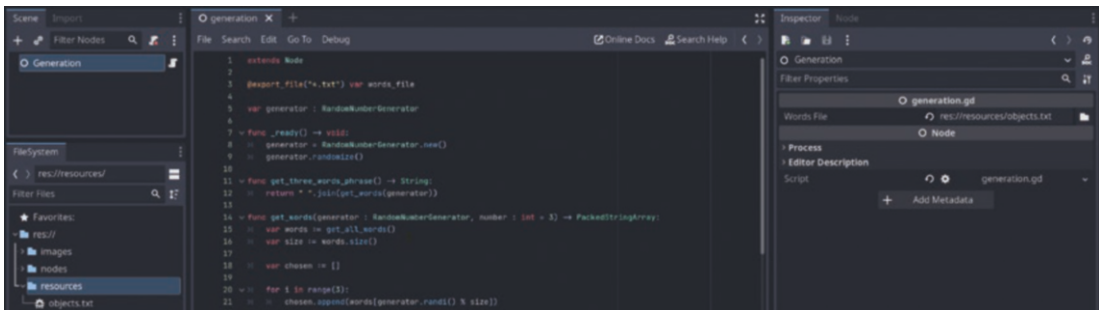 Scene Import
Filter Nodes
Generation
FileSystem
res://resources/
Filter Files
Favorites:
res://
images
nodes
resources
objects.txt
generation
File Search Edit Go To Debug
Online Docs Search Help
1 extends Node
2
3 @export_file("*.txt") var words_file
4
5 var generator : RandomNumberGenerator
6
7 func _ready() -> void:
8 generator = RandomNumberGenerator.new()
9 generator.randomize()
10
11 func get_three_words_phrase() -> String:
12 return " ".join(get_words(generator))
13
14 func get_words(generator : RandomNumberGenerator, number : int = 3) -> PackedStringArray:
15 var words := get_all_words()
16 var size := words.size()
17
18 var chosen := []
19
20 for i in range(3):
21 chosen.append(words[generator.randi() % size])
Inspector Node
Generation
Filter Properties
generation.gd
Words File res://resources/objects.txt
Node
Process
Editor Description
Script generation.gd
Add Metadata